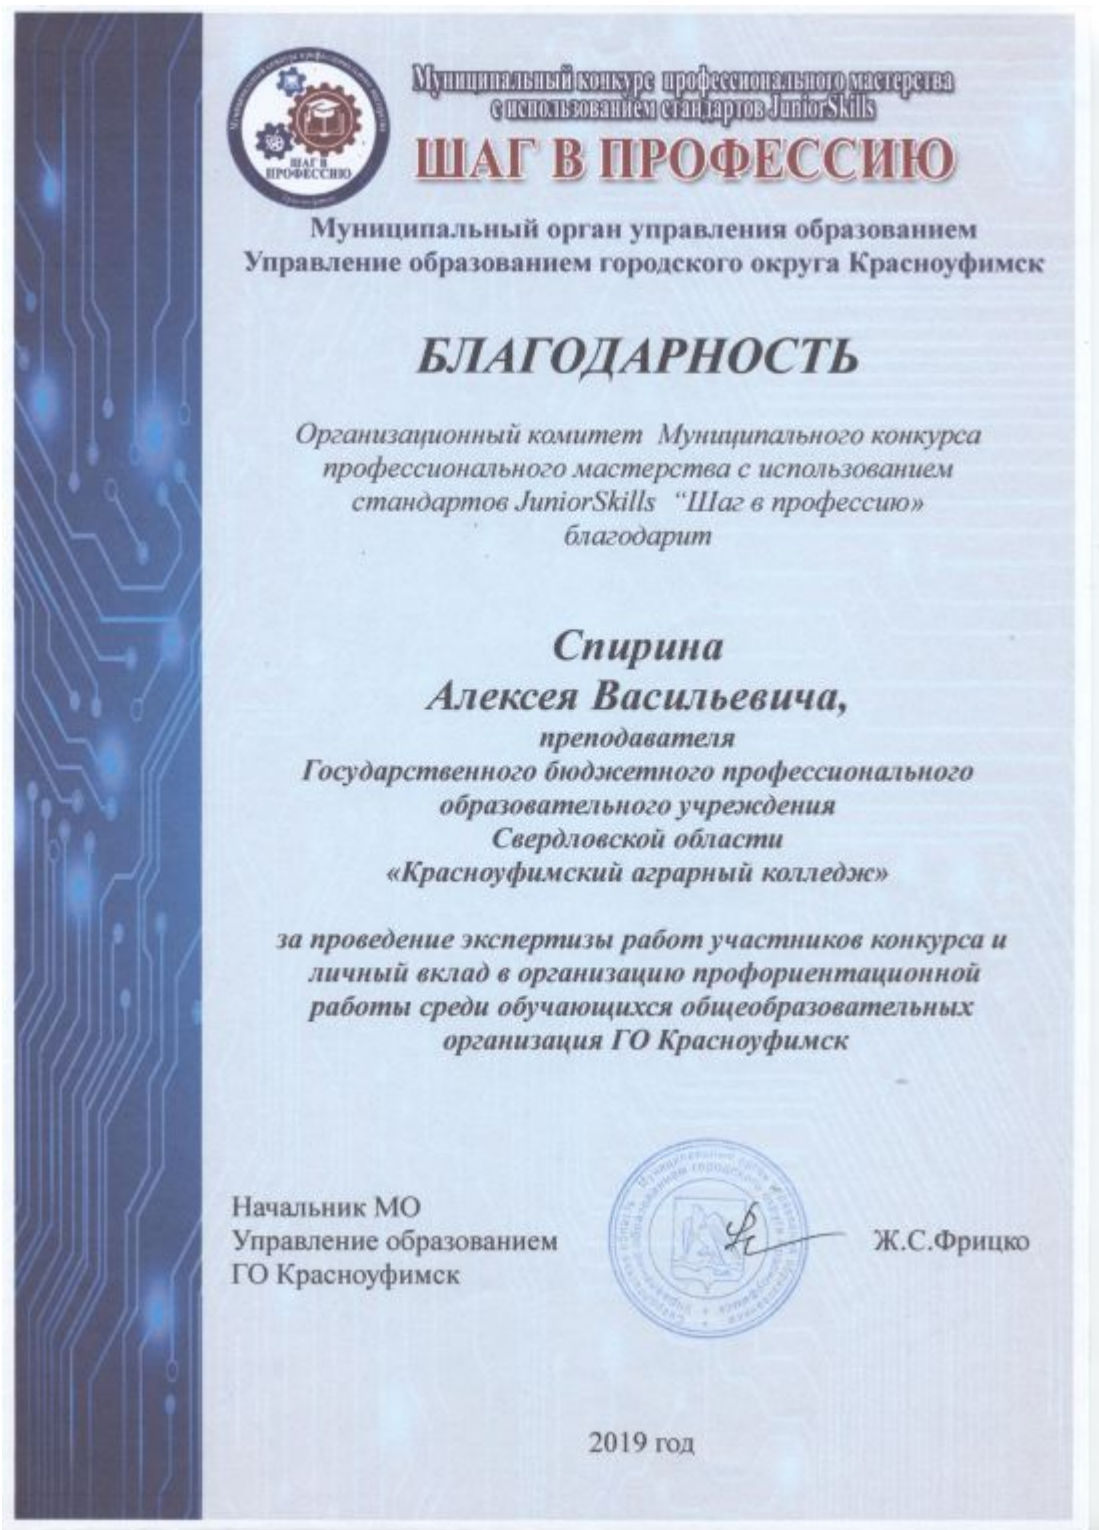 Муниципальный конкурс профессионального мастерства
с использованием стандартов JuniorSkills
ШАГ В ПРОФЕССИЮ
ШАГ В
ПРОФЕССИЮ
Муниципальный орган управления образованием
Управление образованием городского округа Красноуфимск
БЛАГОДАРНОСТЬ
Организационный комитет Муниципального конкурса
профессионального мастерства с использованием
стандартов JuniorSkills “Шаг в профессию»
благодарит
Спирина
Алексея Васильевича,
преподавателя
Государственного бюджетного профессионального
образовательного учреждения
Свердловской области
«Красноуфимский аграрный колледж»
за проведение экспертизы работ участников конкурса и
личный вклад в организацию профориентационной
работы среди обучающихся общеобразовательных
организация ГО Красноуфимск
Начальник МО
Управление образованием
ГО Красноуфимск
Ж.С.Фрицко
2019 год